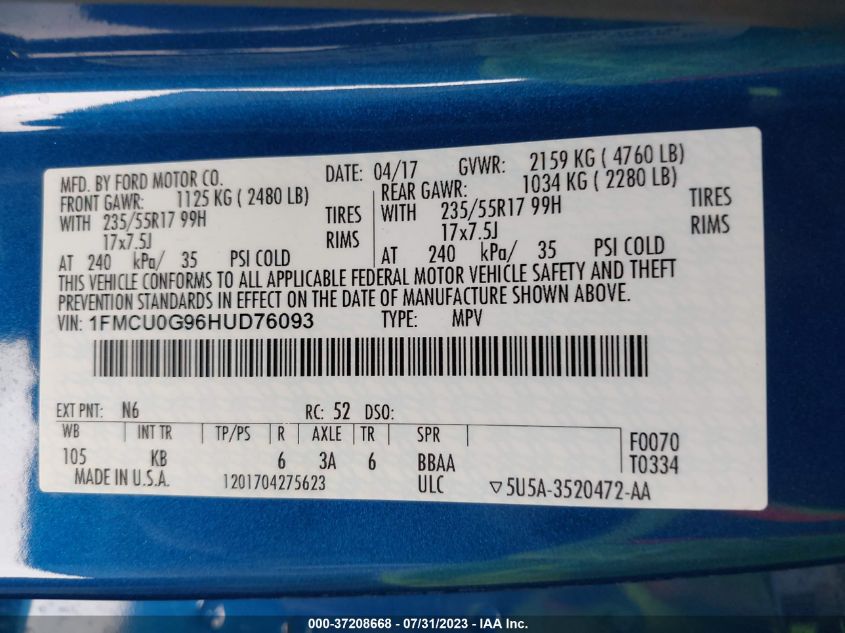 MFD. BY FORD MOTOR CO. DATE: 04/17 GVWR: 2159 KG ( 4760 LB)
FRONT GAWR: 1125 KG ( 2480 LB) REAR GAWR: 1034 KG ( 2280 LB)
WITH 235/55R17 99H TIRES WITH 235/55R17 99H TIRES
17x7.5J RIMS 17x7.5J RIMS
AT 240 kPa/ 35 PSI COLD AT 240 kPa/ 35 PSI COLD
THIS VEHICLE CONFORMS TO ALL APPLICABLE FEDERAL MOTOR VEHICLE SAFETY AND THEFT
PREVENTION STANDARDS IN EFFECT ON THE DATE OF MANUFACTURE SHOWN ABOVE.
VIN: 1FMCU0G96HUD76093 TYPE: MPV
EXT PNT: N6 RC: 52 DSO:
WB INT TR TP/PS R AXLE TR SPR F0070
105 KB 6 3A 6 BBAA T0334
MADE IN U.S.A. 1201704275623 ULC ▽5U5A-3520472-AA
000-37208668 - 07/31/2023 - IAA Inc.